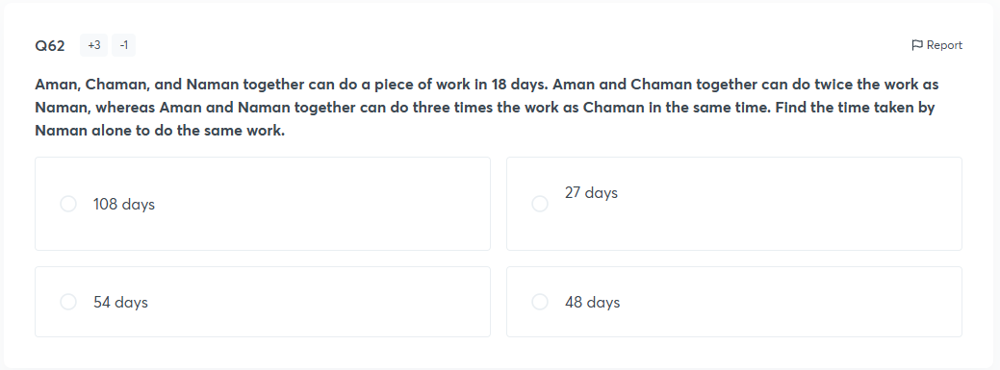 Q62 +3 -1 Report
Aman, Chaman, and Naman together can do a piece of work in 18 days. Aman and Chaman together can do twice the work as
Naman, whereas Aman and Naman together can do three times the work as Chaman in the same time. Find the time taken by
Naman alone to do the same work.
108 days
27 days
54 days
48 days